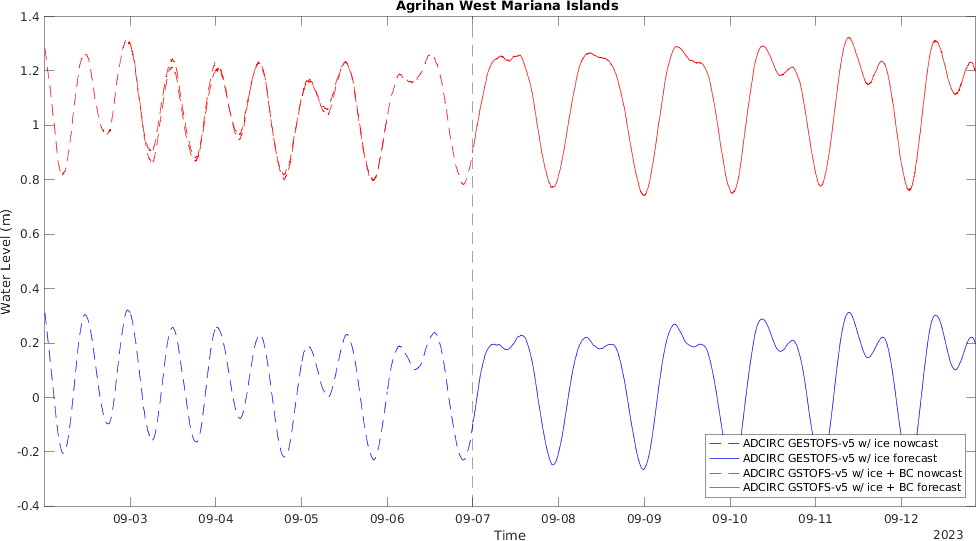 Agrihan West Mariana Islands
Water Level (m)
1.4
1.2
1
0.8
0.6
0.4
0.2
0
-0.2
-0.4
09-03 09-04 09-05 09-06 09-07 09-08 09-09 09-10 09-11 09-12
Time
2023
ADCIRC GESTOFS-v5 w/ ice nowcast
ADCIRC GESTOFS-v5 w/ ice forecast
ADCIRC GSTOFS-v5 w/ ice + BC nowcast
ADCIRC GSTOFS-v5 w/ ice + BC forecast